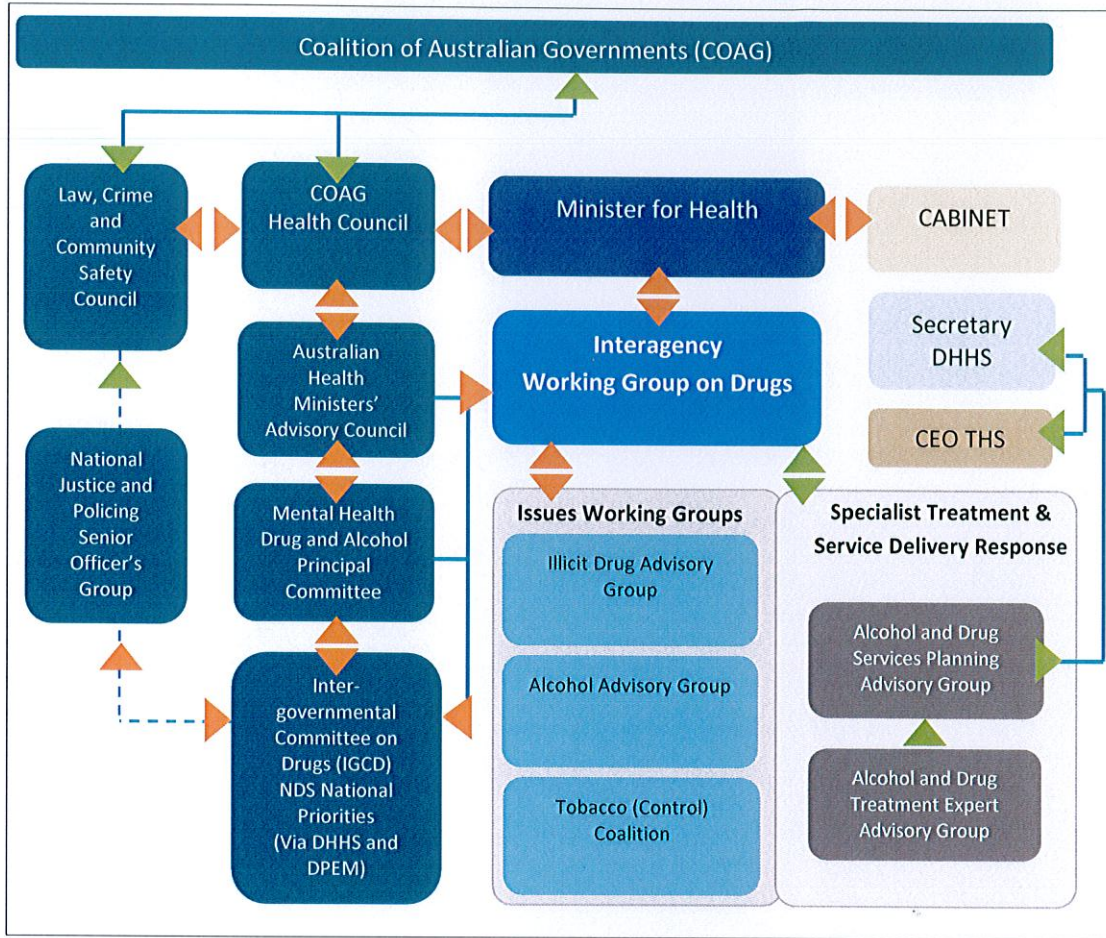 Coalition of Australian Governments (COAG)
Law, Crime
and
Community
Safety
Council
COAG
Health Council
Minister for Health
CABINET
Australian
Health
Ministers'
Advisory Council
Interagency
Working Group on Drugs
Secretary
DHHS
CEO THS
National
Justice and
Policing
Senior
Officer's
Group
Mental Health
Drug and Alcohol
Principal
Committee
Inter-
governmental
Committee on
Drugs (IGCD)
NDS National
Priorities
(Via DHHS and
DPEM)
Issues Working Groups
Illicit Drug Advisory
Group
Alcohol Advisory Group
Tobacco (Control)
Coalition
Specialist Treatment &
Service Delivery Response
Alcohol and Drug
Services Planning
Advisory Group
Alcohol and Drug
Treatment Expert
Advisory Group